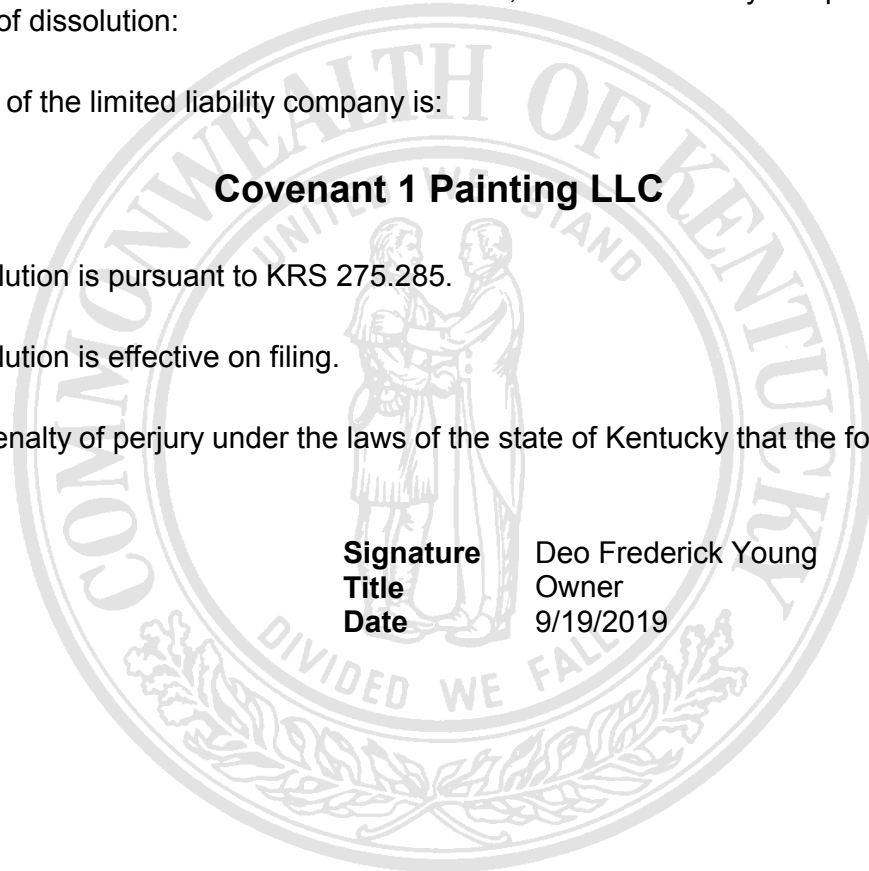 of dissolution:
of the limited liability company is:
Covenant 1 Painting LLC
lution is pursuant to KRS 275.285.
lution is effective on filing.
enalty of perjury under the laws of the state of Kentucky that the fo
Signature Deo Frederick Young
Title Owner
Date 9/19/2019
COMMONWEALTH OF KENTUCKY
UNITED WE STAND
DIVIDED WE FALL